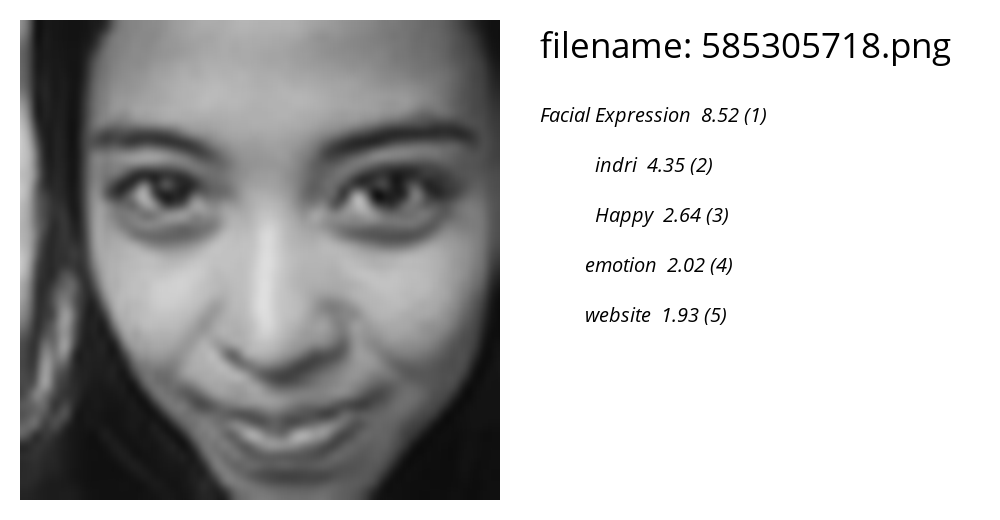 filename: 585305718.png
Facial Expression 8.52 (1)
indri 4.35 (2)
Happy 2.64 (3)
emotion 2.02 (4)
website 1.93 (5)